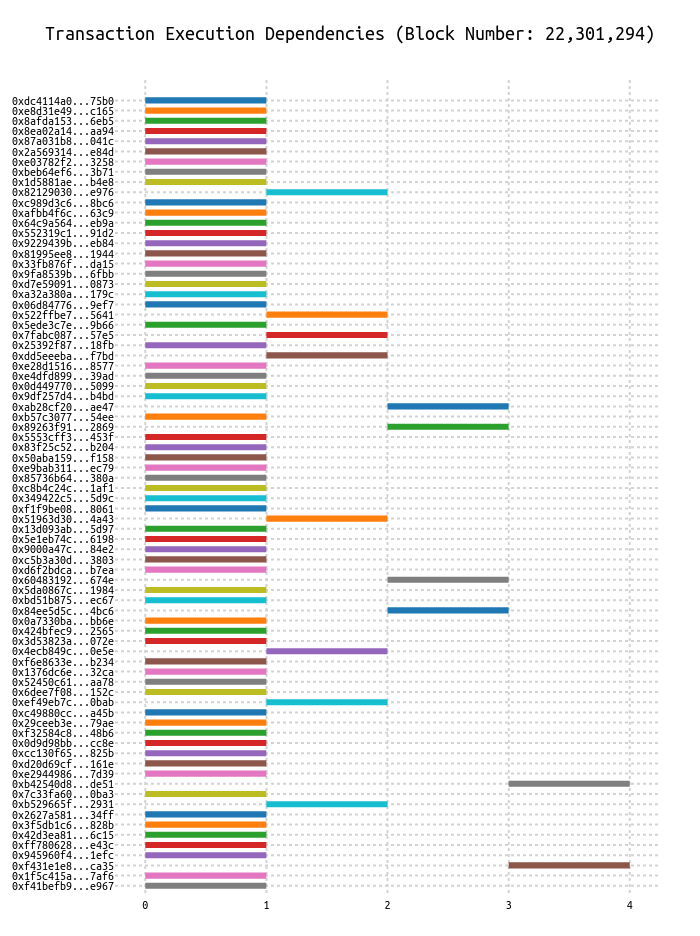 Transaction Execution Dependencies (Block Number: 22,301,294)
0xdc4114a0...75b0
0xe8d31e49...c165
0x8afda153...6eb5
0x8ea02a14...aa94
0x87a031b8...041c
0x2a569314...e84d
0xe03782f2...3258
0xbeb64ef6...3b71
0x1d5881ae...b4e8
0x82129030...e976
0xc989d3c6...8bc6
0xafbb4f6c...63c9
0x64c9a564...eb9a
0x552319c1...91d2
0x9229439b...eb84
0x81995ee8...1944
0x33fb876f...da15
0x9fa8539b...6fbb
0xd7e59091...0873
0xa32a380a...179c
0x06d84776...9ef7
0x522ffbe7...5641
0x5ede3c7e...9b66
0x7fabc087...57e5
0x25392f87...18fb
0xdd5eeeba...f7bd
0xe28d1516...8577
0xe4dfd899...39ad
0x0d449770...5099
0x9df257d4...b4bd
0xab28cf20...ae47
0xb57c3077...54ee
0x89263f91...2869
0x5553cff3...453f
0x83f25c52...b204
0x50aba159...f158
0xe9bab311...ec79
0x85736b64...380a
0xc8b4c24c...1af1
0x349422c5...5d9c
0xf1f9be08...8061
0x51963d30...4a43
0x13d093ab...5d97
0x5e1eb74c...6198
0x9000a47c...84e2
0xc5b3a30d...3803
0xd6f2bdca...b7ea
0x60483192...674e
0x5da0867c...1984
0xbd51b875...ec67
0x84ee5d5c...4bc6
0x0a7330ba...bb6e
0x424bfec9...2565
0x3d53823a...072e
0x4ecb849c...0e5e
0xf6e8633e...b234
0x1376dc6e...32ca
0x52450c61...aa78
0x6dee7f08...152c
0xef49eb7c...0bab
0xc49880cc...a45b
0x29ceeb3e...79ae
0xf32584c8...48b6
0x0d9d98bb...cc8e
0xcc130f65...825b
0xd20d69cf...161e
0xe2944986...7d39
0xb42540d8...de51
0x7c33fa60...0ba3
0xb529665f...2931
0x2627a581...34ff
0x3f5db1c6...828b
0x42d3ea81...6c15
0xff780628...e43c
0x945960f4...1efc
0xf431e1e8...ca35
0x1f5c415a...7af6
0xf41befb9...e967
0 1 2 3 4